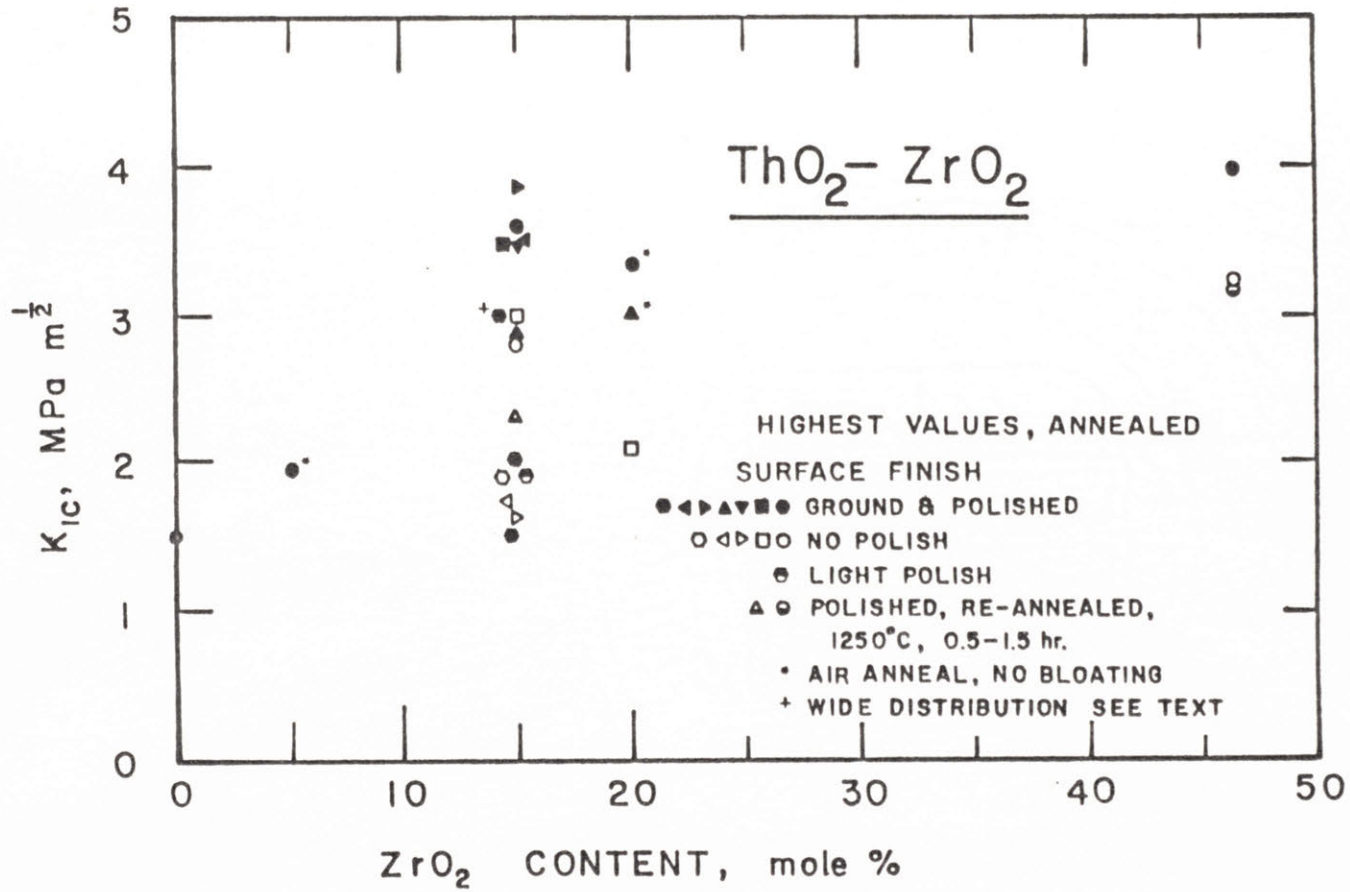 5
4
3
2
1
0
K_IC, MPa m^1/2
ThO₂– ZrO₂
HIGHEST VALUES, ANNEALED
SURFACE FINISH
GROUND & POLISHED
NO POLISH
LIGHT POLISH
POLISHED, RE-ANNEALED,
1250°C, 0.5–1.5 hr.
• AIR ANNEAL, NO BLOATING
+ WIDE DISTRIBUTION SEE TEXT
0 10 20 30 40 50
ZrO₂ CONTENT, mole %